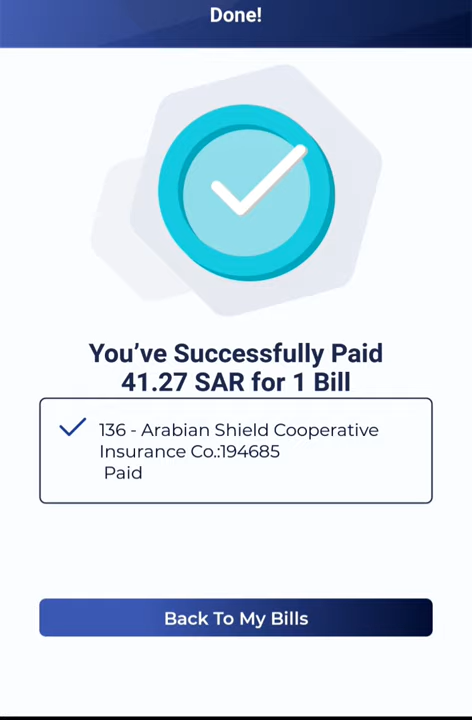 Done!
You've Successfully Paid
41.27 SAR for 1 Bill
136 - Arabian Shield Cooperative
Insurance Co.:194685
Paid
Back To My Bills